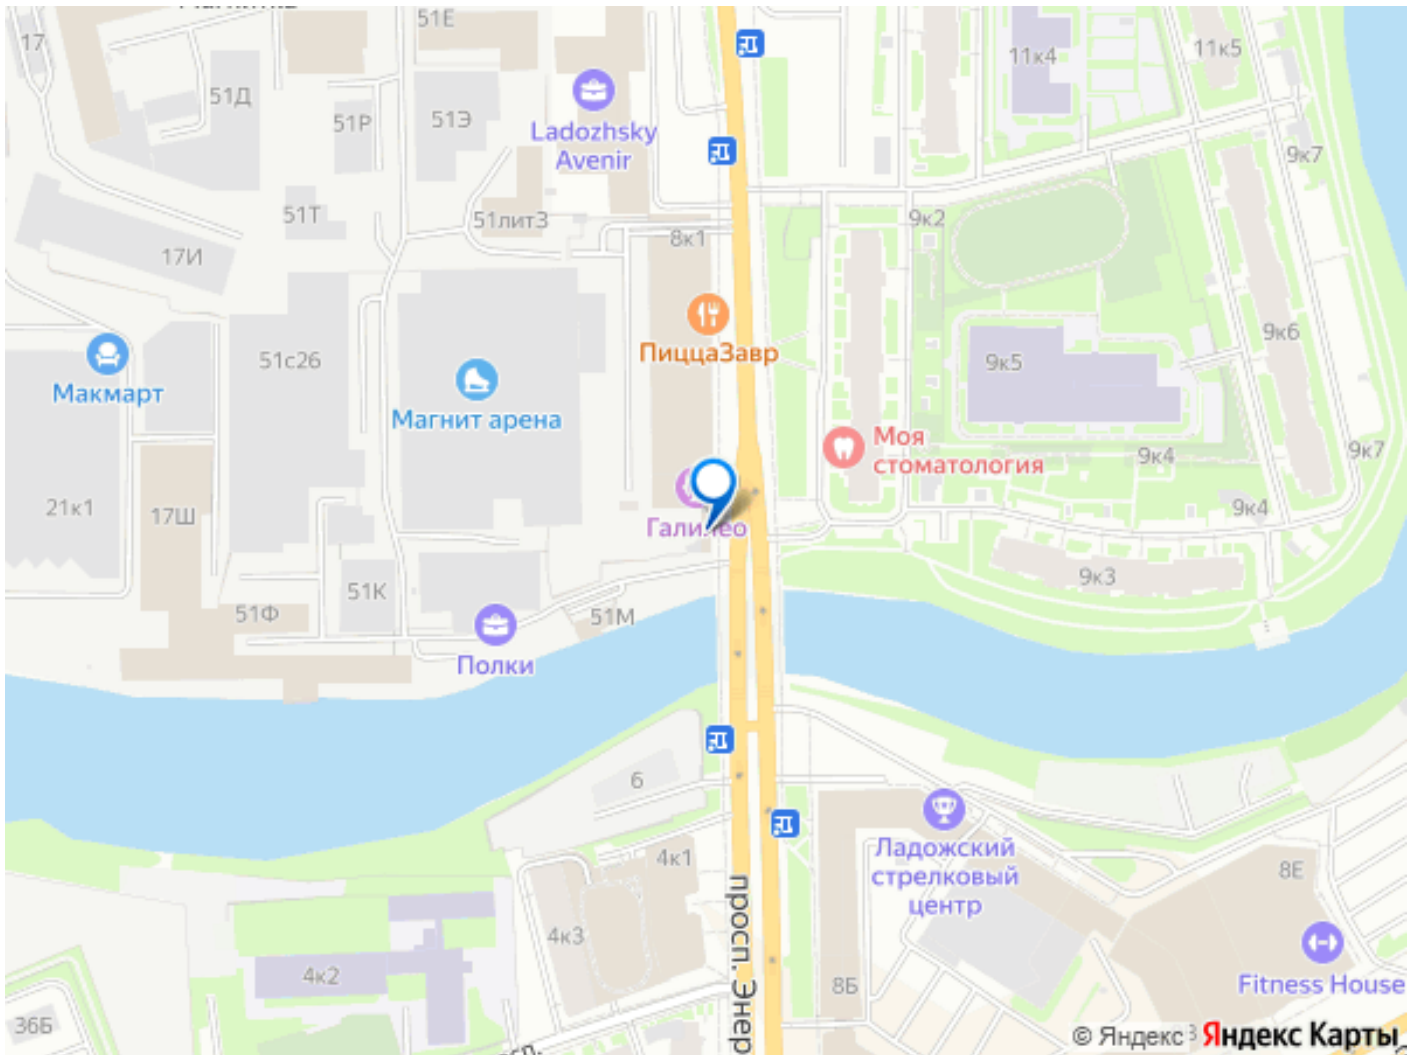 51Е
17
11к4
11к5
51Д
51Р
51Э
Ladozhsky
Avenir
9к7
51Т
51литЗ
9к2
8к1
17И
ПиццаЗавр
9к6
51с26
9к5
Макмарт
Магнит арена
Моя
стоматология
9к4
9к7
21к1
17Ш
9к4
Галилео
9к3
51К
51Ф
51М
Полки
6
4к1
Ладожский
стрелковый
центр
8Е
4к3
просп. Энер
4к2
8Б
Fitness House
36Б
© Яндекс
Яндекс Карты